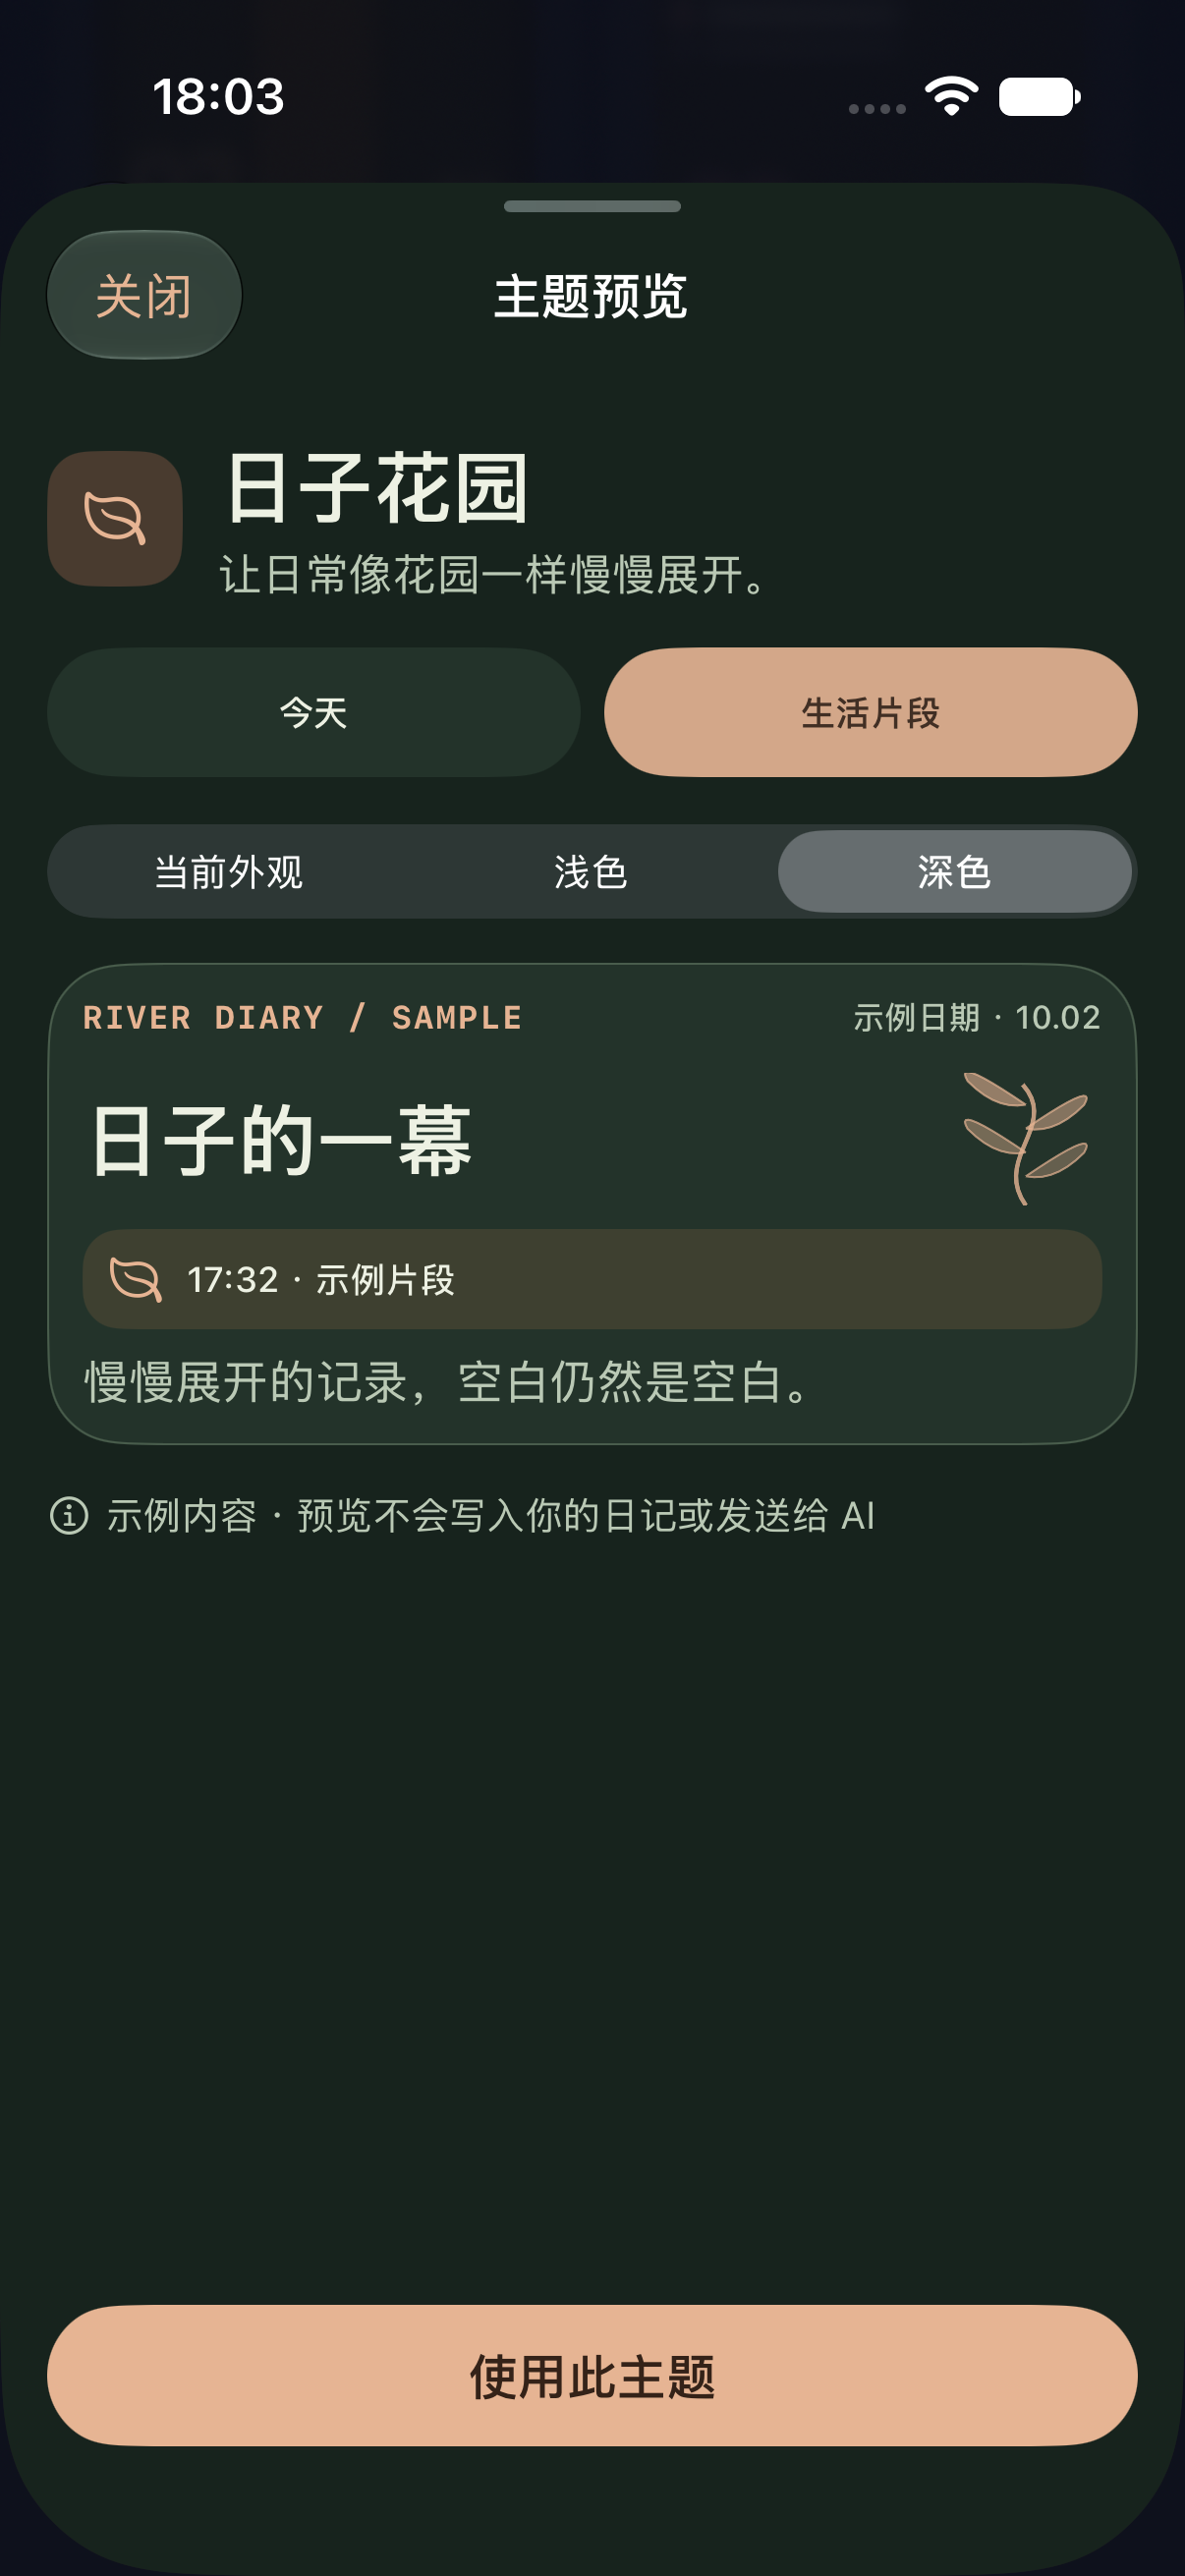 18:03
关闭
主题预览
日子花园
让日常像花园一样慢慢展开。
今天
生活片段
当前外观
浅色
深色
RIVER DIARY / SAMPLE
示例日期 · 10.02
日子的一幕
17:32 · 示例片段
慢慢展开的记录，空白仍然是空白。
示例内容 · 预览不会写入你的日记或发送给 AI
使用此主题